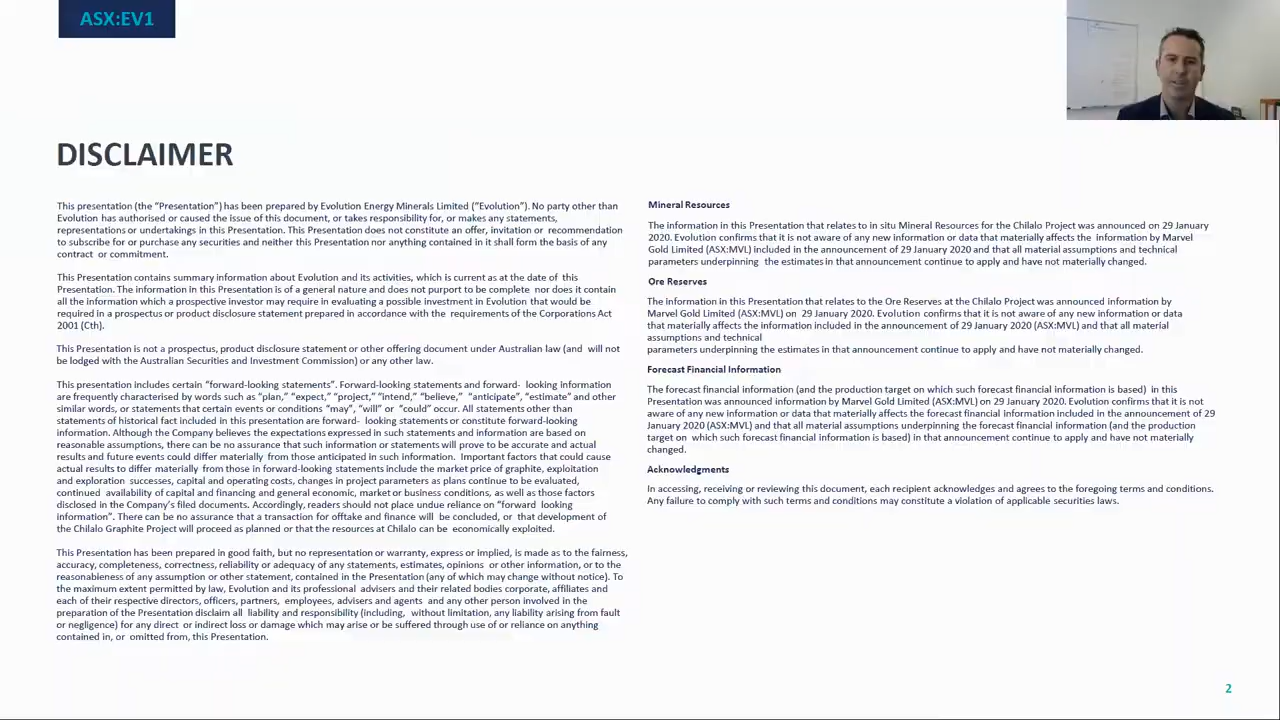 ASX:EV1
DISCLAIMER
This presentation (the “Presentation”) has been prepared by Evolution Energy Minerals Limited (“Evolution”). No party other than
Evolution has authorised or caused the issue of this document, or takes responsibility for, or makes any statements,
representations or undertakings in this Presentation. This Presentation does not constitute an offer, invitation or recommendation
to subscribe for or purchase any securities and neither this Presentation nor anything contained in it shall form the basis of any
contract or commitment.
This Presentation contains summary information about Evolution and its activities, which is current as at the date of this
Presentation. The information in this Presentation is of a general nature and does not purport to be complete nor does it contain
all the information which a prospective investor may require in evaluating a possible investment in Evolution that would be
required in a prospectus or product disclosure statement prepared in accordance with the requirements of the Corporations Act
2001 (Cth).
This Presentation is not a prospectus, product disclosure statement or other offering document under Australian law (and will not
be lodged with the Australian Securities and Investment Commission) or any other law.
This presentation includes certain “forward-looking statements”. Forward-looking statements and forward- looking information
are frequently characterised by words such as “plan,” “expect,” “project,” “intend,” “believe,” “anticipate”, “estimate” and other
similar words, or statements that certain events or conditions “may”, “will” or “could” occur. All statements other than
statements of historical fact included in this presentation are forward- looking statements or constitute forward-looking
information. Although the Company believes the expectations expressed in such statements and information are based on
reasonable assumptions, there can be no assurance that such information or statements will prove to be accurate and actual
results and future events could differ materially from those anticipated in such information. Important factors that could cause
actual results to differ materially from those in forward-looking statements include the market price of graphite, exploitation
and exploration successes, capital and operating costs, changes in project parameters as plans continue to be evaluated,
continued availability of capital and financing and general economic, market or business conditions, as well as those factors
disclosed in the Company’s filed documents. Accordingly, readers should not place undue reliance on “forward looking
information”. There can be no assurance that a transaction for offtake and finance will be concluded, or that development of
the Chilalo Graphite Project will proceed as planned or that the resources at Chilalo can be economically exploited.
This Presentation has been prepared in good faith, but no representation or warranty, express or implied, is made as to the fairness,
accuracy, completeness, correctness, reliability or adequacy of any statements, estimates, opinions or other information, or to the
reasonableness of any assumption or other statement, contained in the Presentation (any of which may change without notice). To
the maximum extent permitted by law, Evolution and its professional advisers and their related bodies corporate, affiliates and
each of their respective directors, officers, partners, employees, advisers and agents and any other person involved in the
preparation of the Presentation disclaim all liability and responsibility (including, without limitation, any liability arising from fault
or negligence) for any direct or indirect loss or damage which may arise or be suffered through use of or reliance on anything
contained in, or omitted from, this Presentation.
Mineral Resources
The information in this Presentation that relates to in situ Mineral Resources for the Chilalo Project was announced on 29 January
2020. Evolution confirms that it is not aware of any new information or data that materially affects the information by Marvel
Gold Limited (ASX:MVL) included in the announcement of 29 January 2020 and that all material assumptions and technical
parameters underpinning the estimates in that announcement continue to apply and have not materially changed.
Ore Reserves
The information in this Presentation that relates to the Ore Reserves at the Chilalo Project was announced information by
Marvel Gold Limited (ASX:MVL) on 29 January 2020. Evolution confirms that it is not aware of any new information or data
that materially affects the information included in the announcement of 29 January 2020 (ASX:MVL) and that all material
assumptions and technical
parameters underpinning the estimates in that announcement continue to apply and have not materially changed.
Forecast Financial Information
The forecast financial information (and the production target on which such forecast financial information is based) in this
Presentation was announced information by Marvel Gold Limited (ASX:MVL) on 29 January 2020. Evolution confirms that it is not
aware of any new information or data that materially affects the forecast financial information included in the announcement of 29
January 2020 (ASX:MVL) and that all material assumptions underpinning the forecast financial information (and the production
target on which such forecast financial information is based) in that announcement continue to apply and have not materially
changed.
Acknowledgments
In accessing, receiving or reviewing this document, each recipient acknowledges and agrees to the foregoing terms and conditions.
Any failure to comply with such terms and conditions may constitute a violation of applicable securities laws.
2